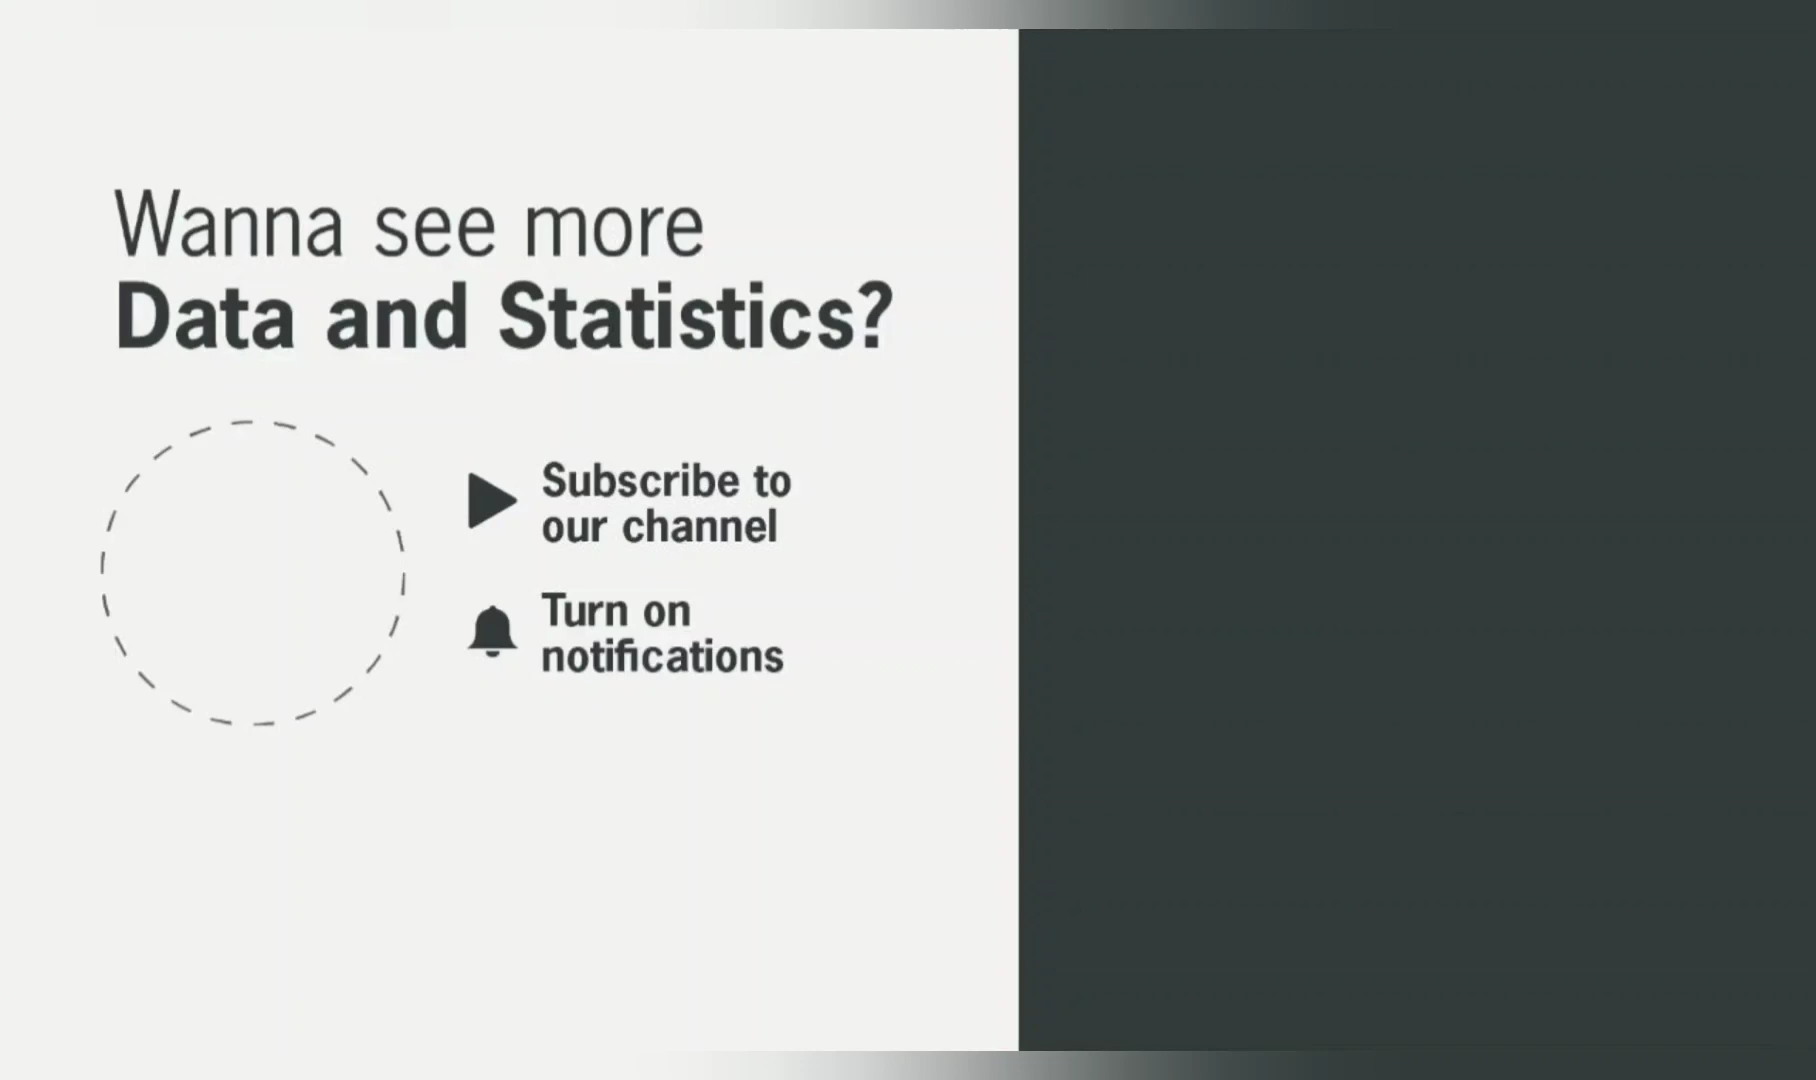 Wanna see more
Data and Statistics?
Subscribe to
our channel
Turn on
notifications